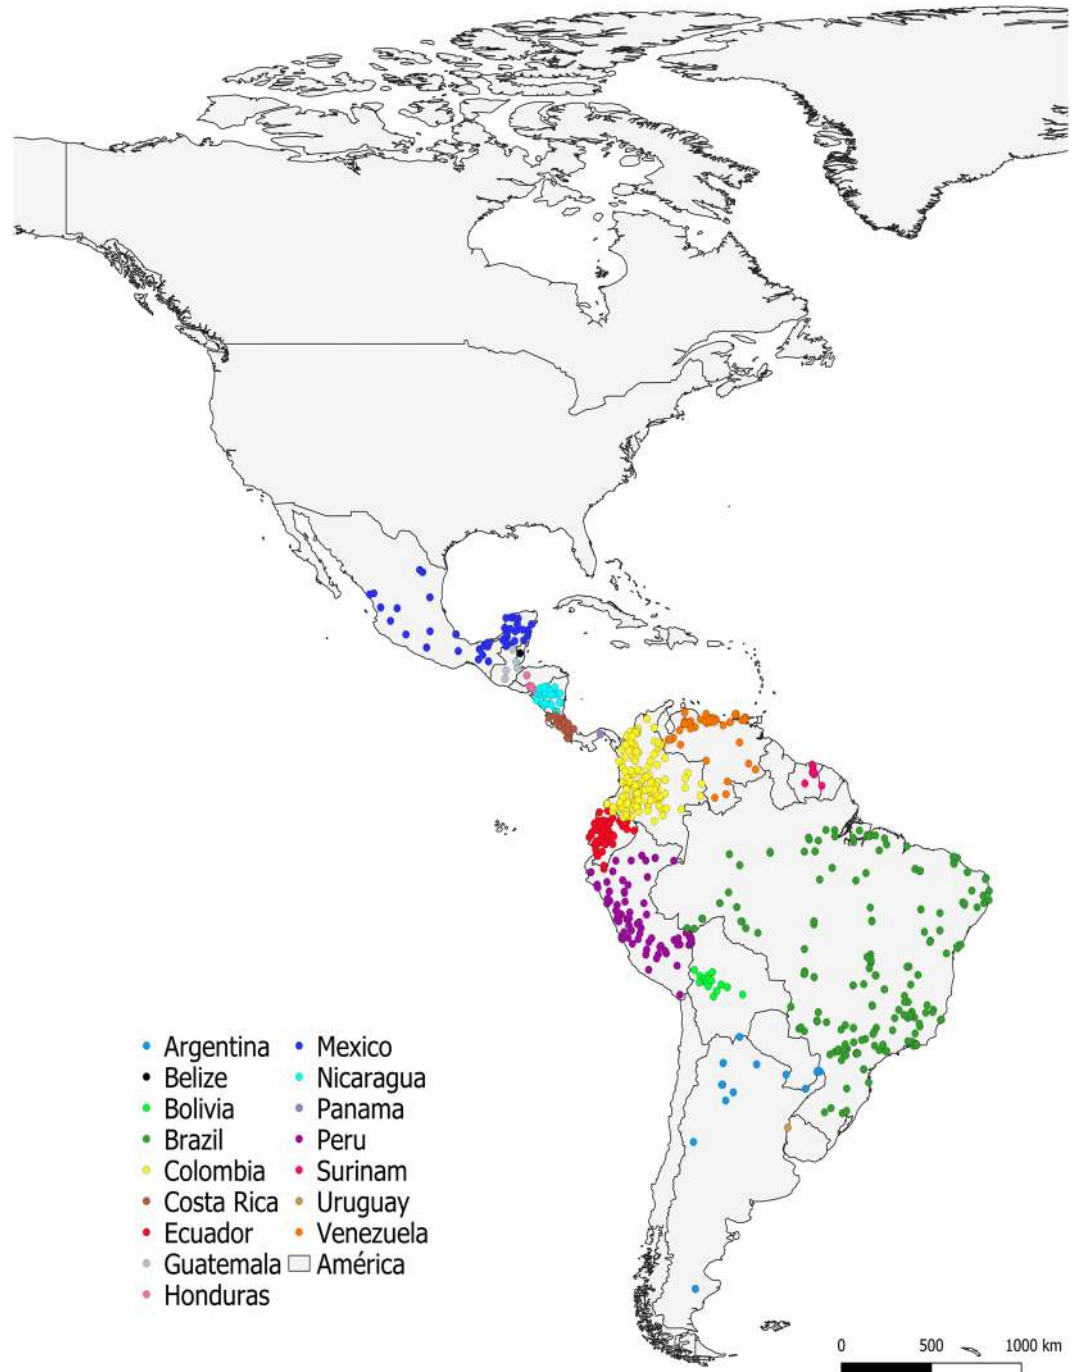 Argentina
Belize
Bolivia
Brazil
Colombia
Costa Rica
Ecuador
Guatemala
Honduras
Mexico
Nicaragua
Panama
Peru
Surinam
Uruguay
Venezuela
América
0 500 1000 km